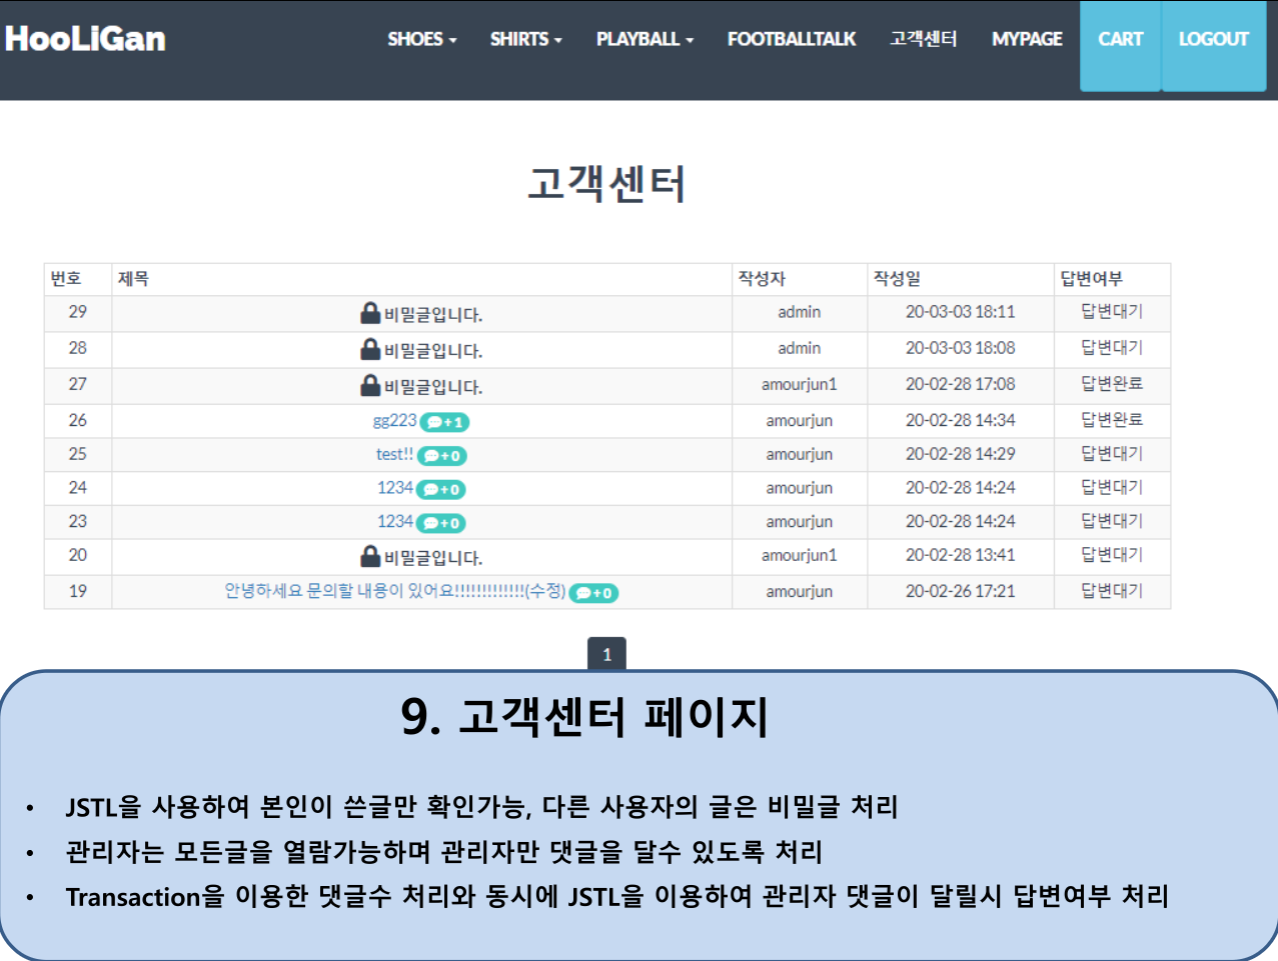 HooLiGan SHOES SHIRTS PLAYBALL FOOTBALLTALK 고객센터 MYPAGE CART LOGOUT
고객센터
번호 제목 작성자 작성일 답변여부
29 비밀글입니다. admin 20-03-03 18:11 답변대기
28 비밀글입니다. admin 20-03-03 18:08 답변대기
27 비밀글입니다. amourjun1 20-02-28 17:08 답변완료
26 gg223 +1 amourjun 20-02-28 14:34 답변완료
25 test!! +0 amourjun 20-02-28 14:29 답변대기
24 1234 +0 amourjun 20-02-28 14:24 답변대기
23 1234 +0 amourjun 20-02-28 14:24 답변대기
20 비밀글입니다. amourjun1 20-02-28 13:41 답변대기
19 안녕하세요 문의할 내용이 있어요!!!!!!!!!!!!!(수정) +0 amourjun 20-02-26 17:21 답변대기
1
9. 고객센터 페이지
• JSTL을 사용하여 본인이 쓴글만 확인가능, 다른 사용자의 글은 비밀글 처리
• 관리자는 모든글을 열람가능하며 관리자만 댓글을 달수 있도록 처리
• Transaction을 이용한 댓글수 처리와 동시에 JSTL을 이용하여 관리자 댓글이 달릴시 답변여부 처리